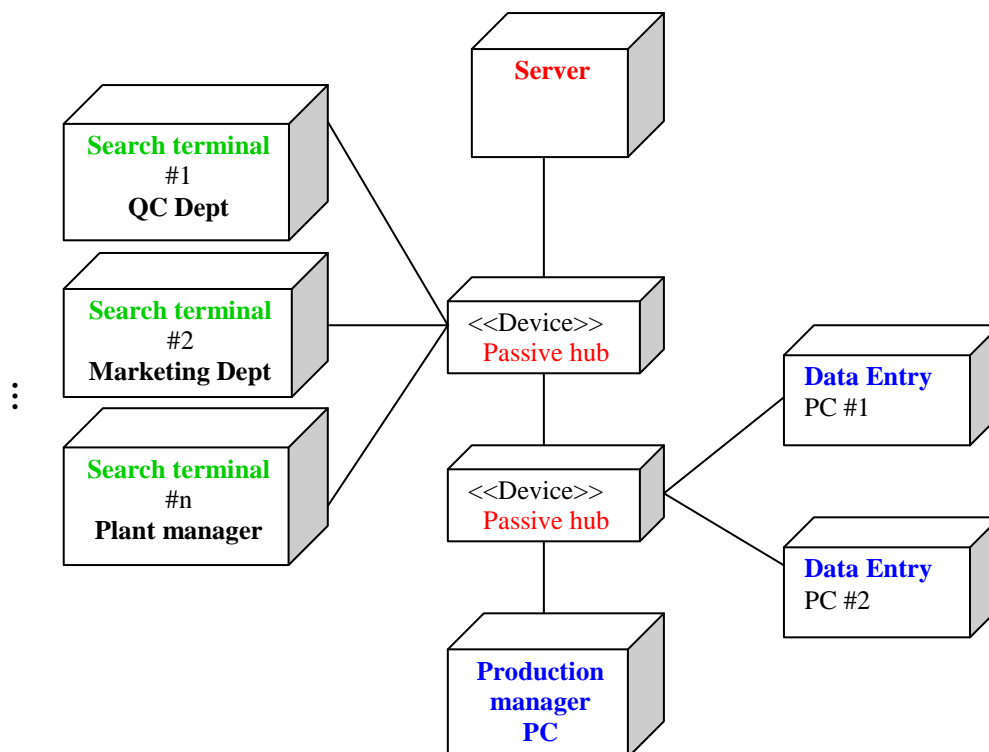 Server
Search terminal
#1
QC Dept
Search terminal
#2
Marketing Dept
Search terminal
#n
Plant manager
<<Device>>
Passive hub
<<Device>>
Passive hub
Data Entry
PC #1
Data Entry
PC #2
Production
manager
PC